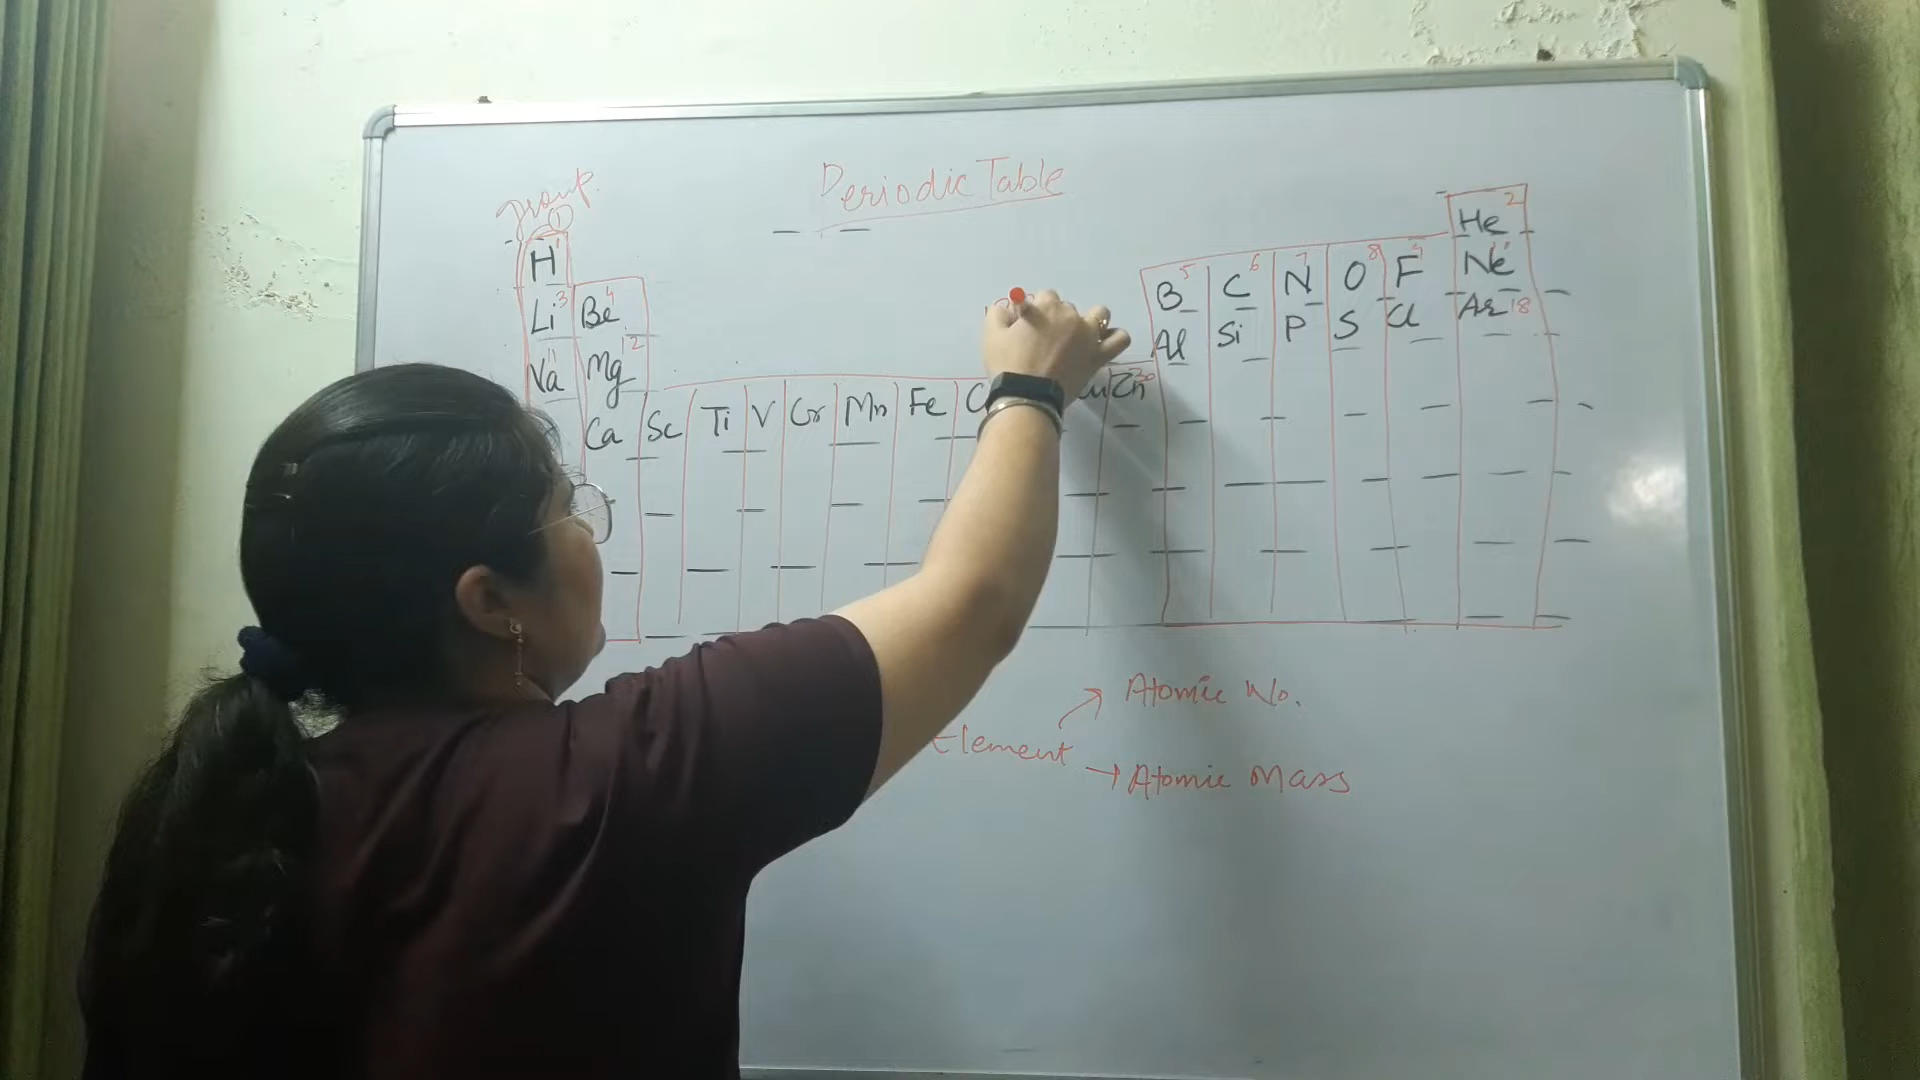 Periodic Table
group
1
He 2
H 1
B 5 C 6 N 7 O 8 F 9 Ne
Li 3 Be 4
Al Si P S Cl Ar 18
Na 11 Mg 12
Ca Sc Ti V Cr Mn Fe Zn 30
Element
→ Atomic No.
→ Atomic Mass